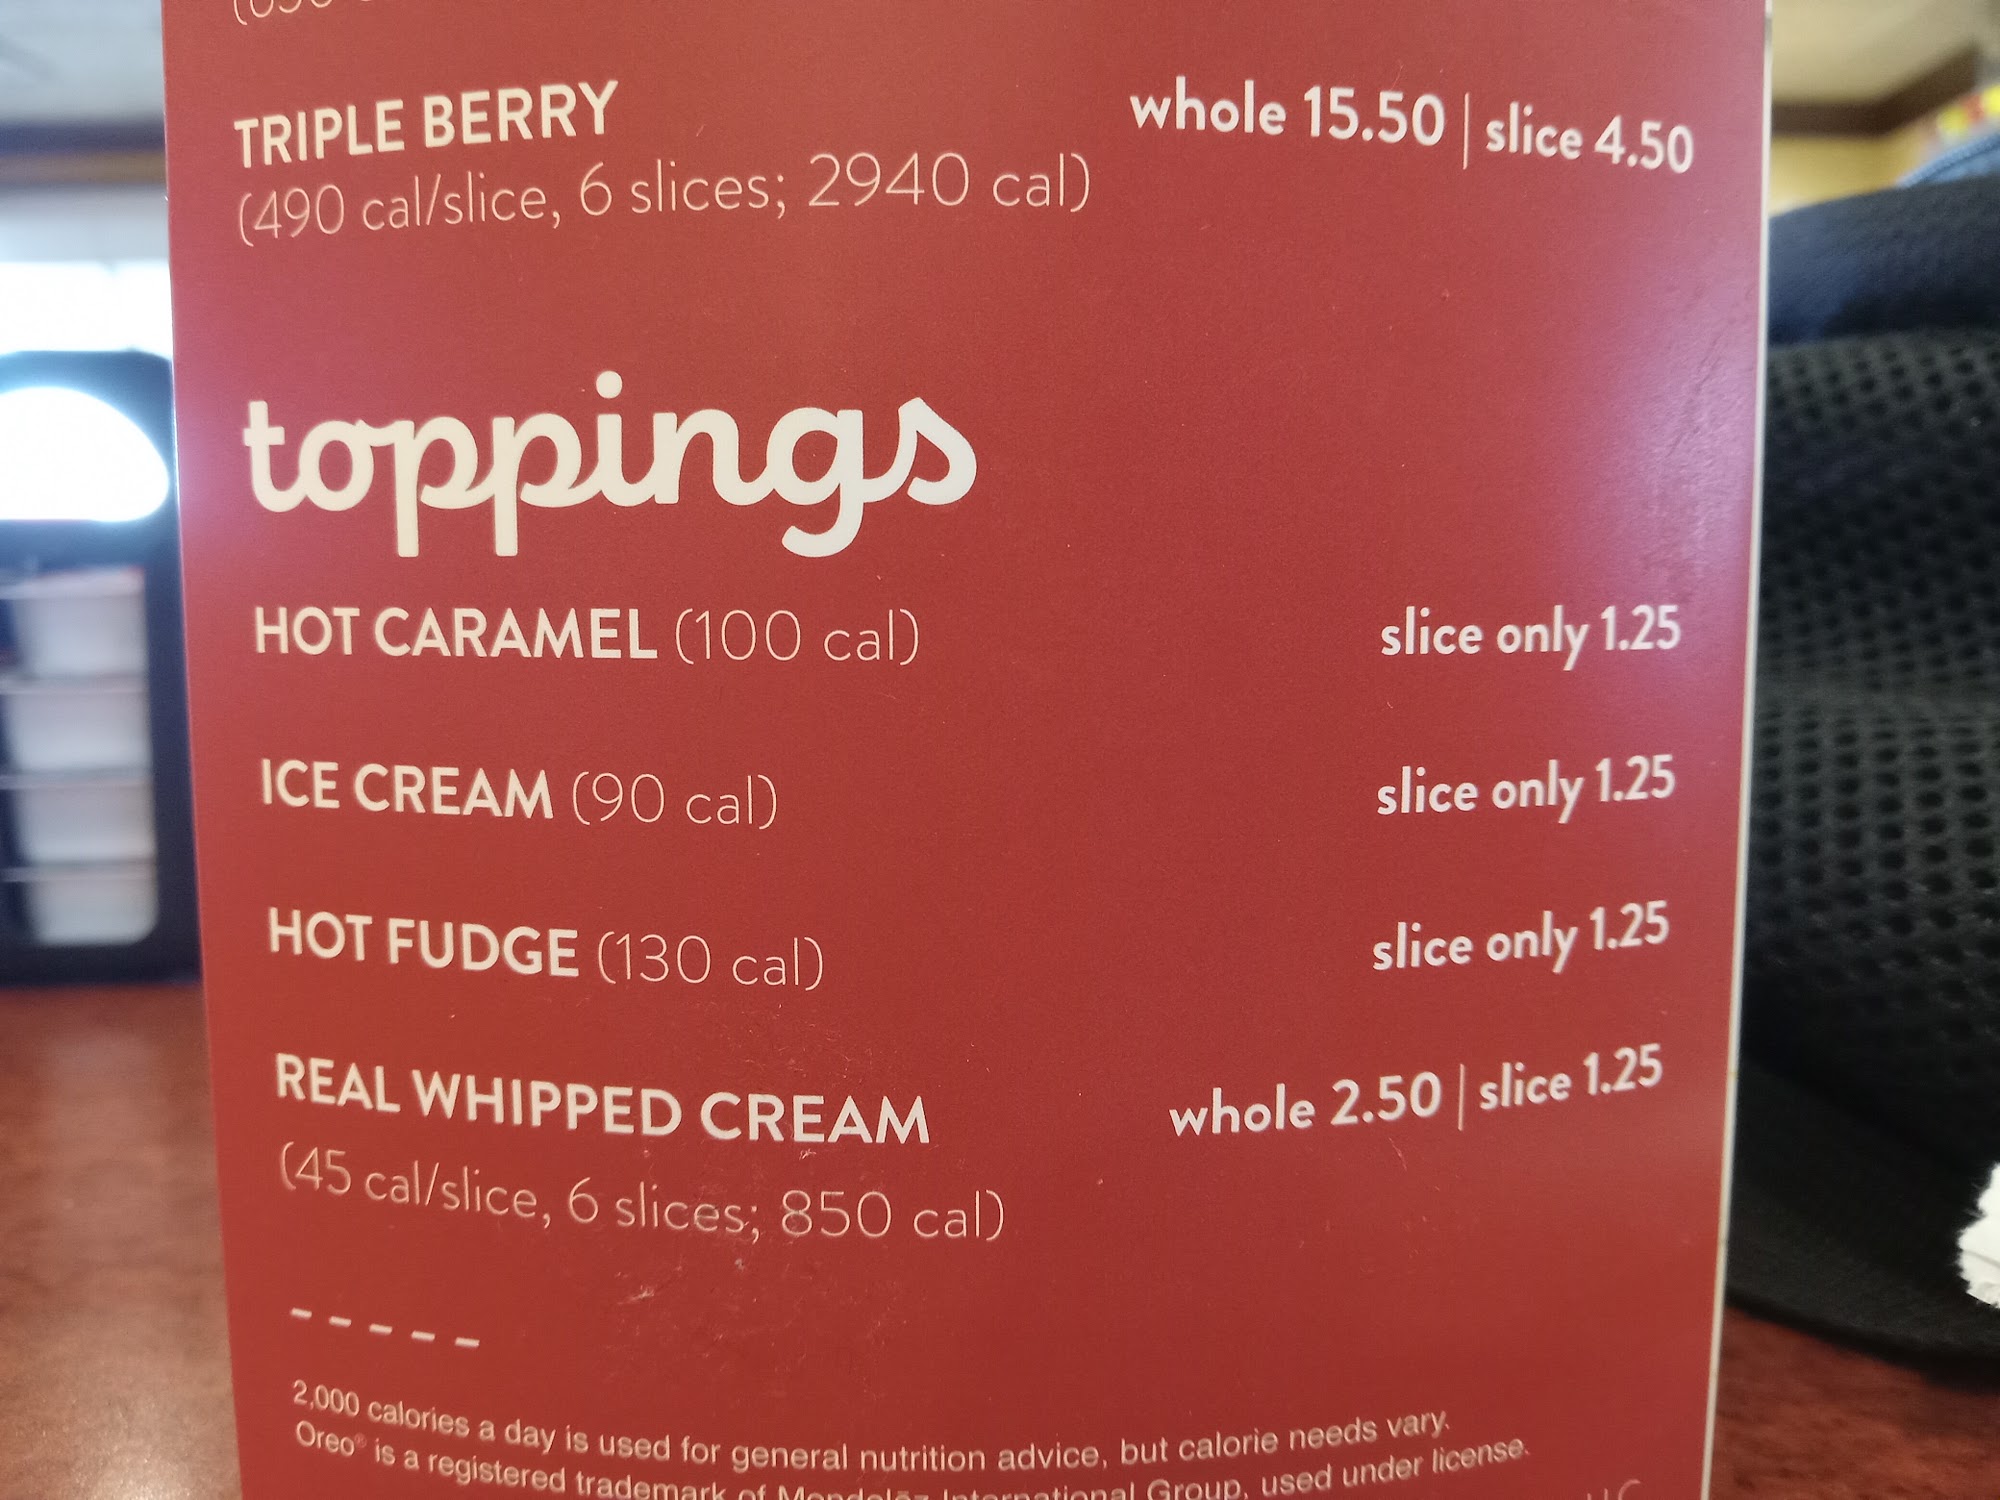 TRIPLE BERRY whole 15.50 | slice 4.50
(490 cal/slice, 6 slices; 2940 cal)
toppings
HOT CARAMEL (100 cal) slice only 1.25
ICE CREAM (90 cal) slice only 1.25
HOT FUDGE (130 cal) slice only 1.25
REAL WHIPPED CREAM whole 2.50 | slice 1.25
(45 cal/slice, 6 slices; 850 cal)
2,000 calories a day is used for general nutrition advice, but calorie needs vary.
Oreo® is a registered trademark of Mondelēz International Group, used under license.